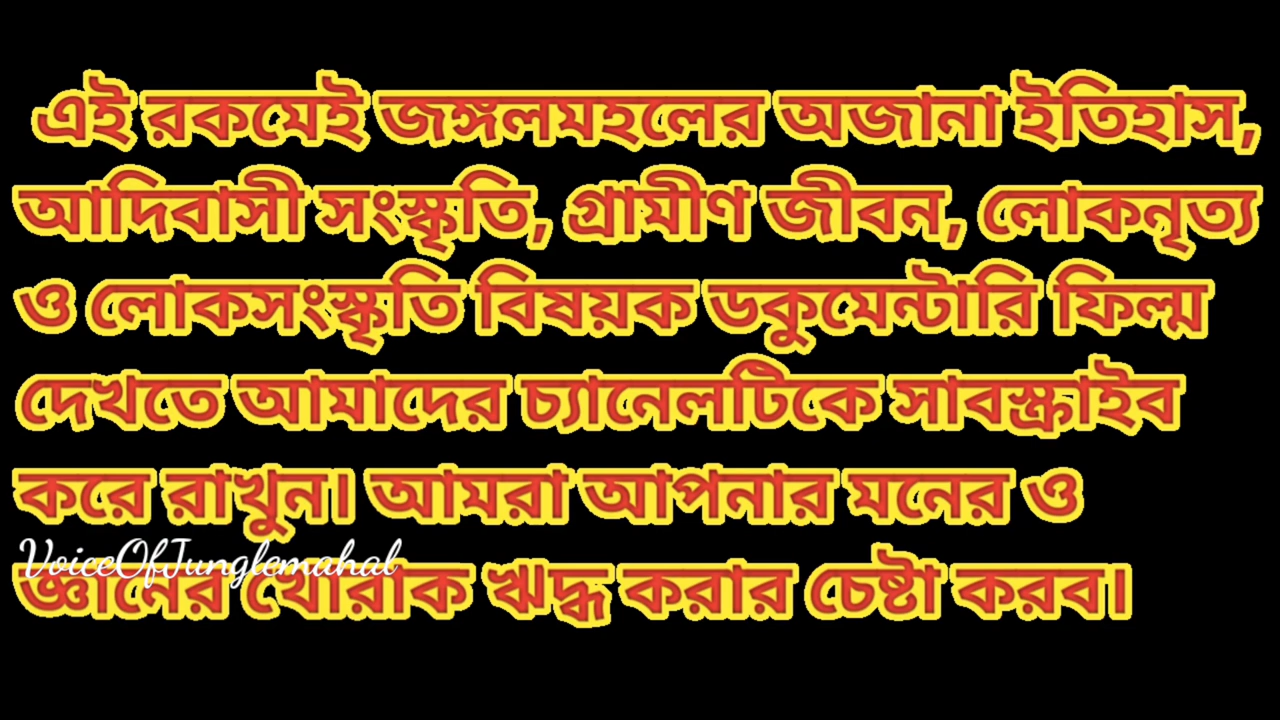 এই রকমেই জঙ্গলমহলের অজানা ইতিহাস,
আদিবাসী সংস্কৃতি, গ্রামীণ জীবন, লোকনৃত্য
ও লোকসংস্কৃতি বিষয়ক ডকুমেন্টারি ফিল্ম
দেখতে আমাদের চ্যানেলটিকে সাবস্ক্রাইব
করে রাখুন। আমরা আপনার মনের ও
VoiceOfJunglemahal
জ্ঞানের খোরাক ঋদ্ধ করার চেষ্টা করব।